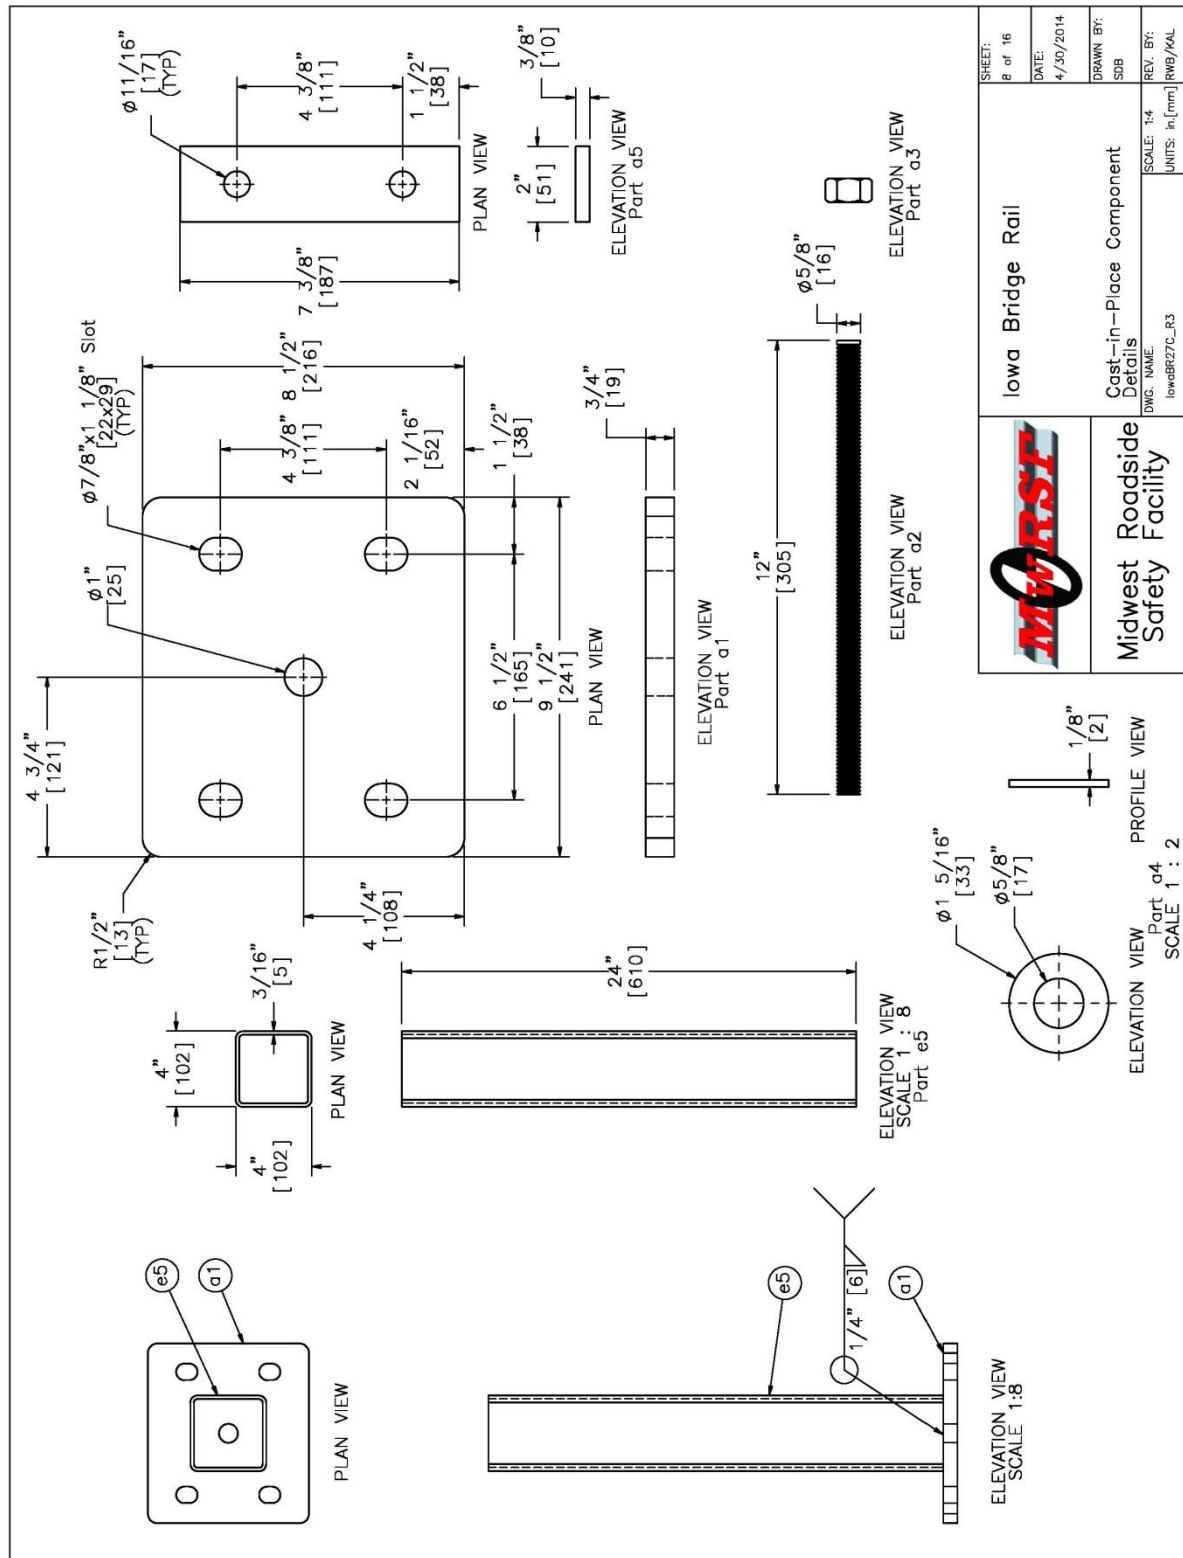 e5
a1
PLAN VIEW
e5
1/4" [6]
a1
ELEVATION VIEW
SCALE 1:8
4"
[102]
4"
[102]
3/16"
[5]
PLAN VIEW
24"
[610]
ELEVATION VIEW
SCALE 1 : 8
Part e5
R1/2"
[13]
(TYP)
4 3/4"
[121]
ø1"
[25]
ø7/8"x1 1/8" Slot
[22x29]
(TYP)
4 3/8"
[111]
8 1/2"
[216]
2 1/16"
[52]
1 1/2"
[38]
4 1/4"
[108]
6 1/2"
[165]
9 1/2"
[241]
PLAN VIEW
3/4"
[19]
ELEVATION VIEW
Part a1
ø11/16"
[17]
(TYP)
4 3/8"
[111]
1 1/2"
[38]
7 3/8"
[187]
PLAN VIEW
2"
[51]
3/8"
[10]
ELEVATION VIEW
Part a5
12"
[305]
ø5/8"
[16]
ELEVATION VIEW
Part a2
ELEVATION VIEW
Part a3
ø1 5/16"
[33]
ø5/8"
[17]
1/8"
[2]
ELEVATION VIEW
PROFILE VIEW
Part a4
SCALE 1 : 2
MwRSF
Midwest Roadside
Safety Facility
Iowa Bridge Rail
Cast-in-Place Component
Details
SHEET:
8 of 16
DATE:
4/30/2014
DRAWN BY:
SDB
DWG. NAME.
IowaBR27C_R3
SCALE: 1:4
UNITS: in.[mm]
REV. BY:
RWB/KAL